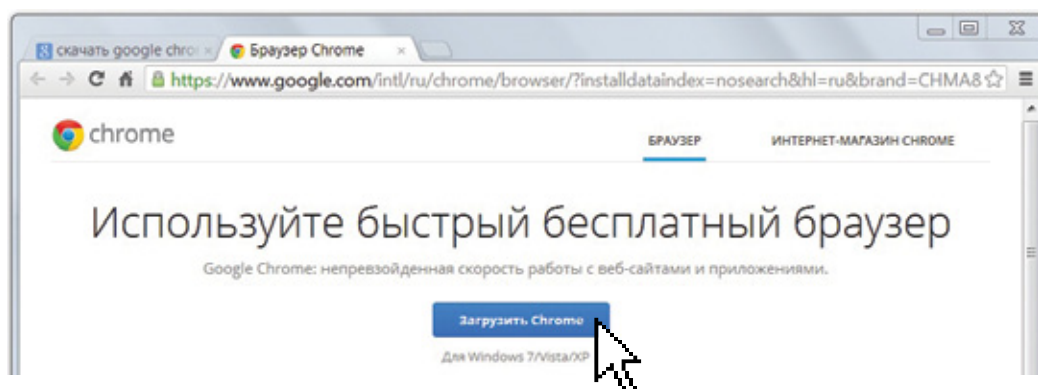 скачать google chro
Браузер Chrome
https://www.google.com/intl/ru/chrome/browser/?installdataindex=nosearch&hl=ru&brand=CHMA8
chrome
БРАУЗЕР
ИНТЕРНЕТ-МАГАЗИН CHROME
Используйте быстрый бесплатный браузер
Google Chrome: непревзойденная скорость работы с веб-сайтами и приложениями.
Загрузить Chrome
Для Windows 7/Vista/XP